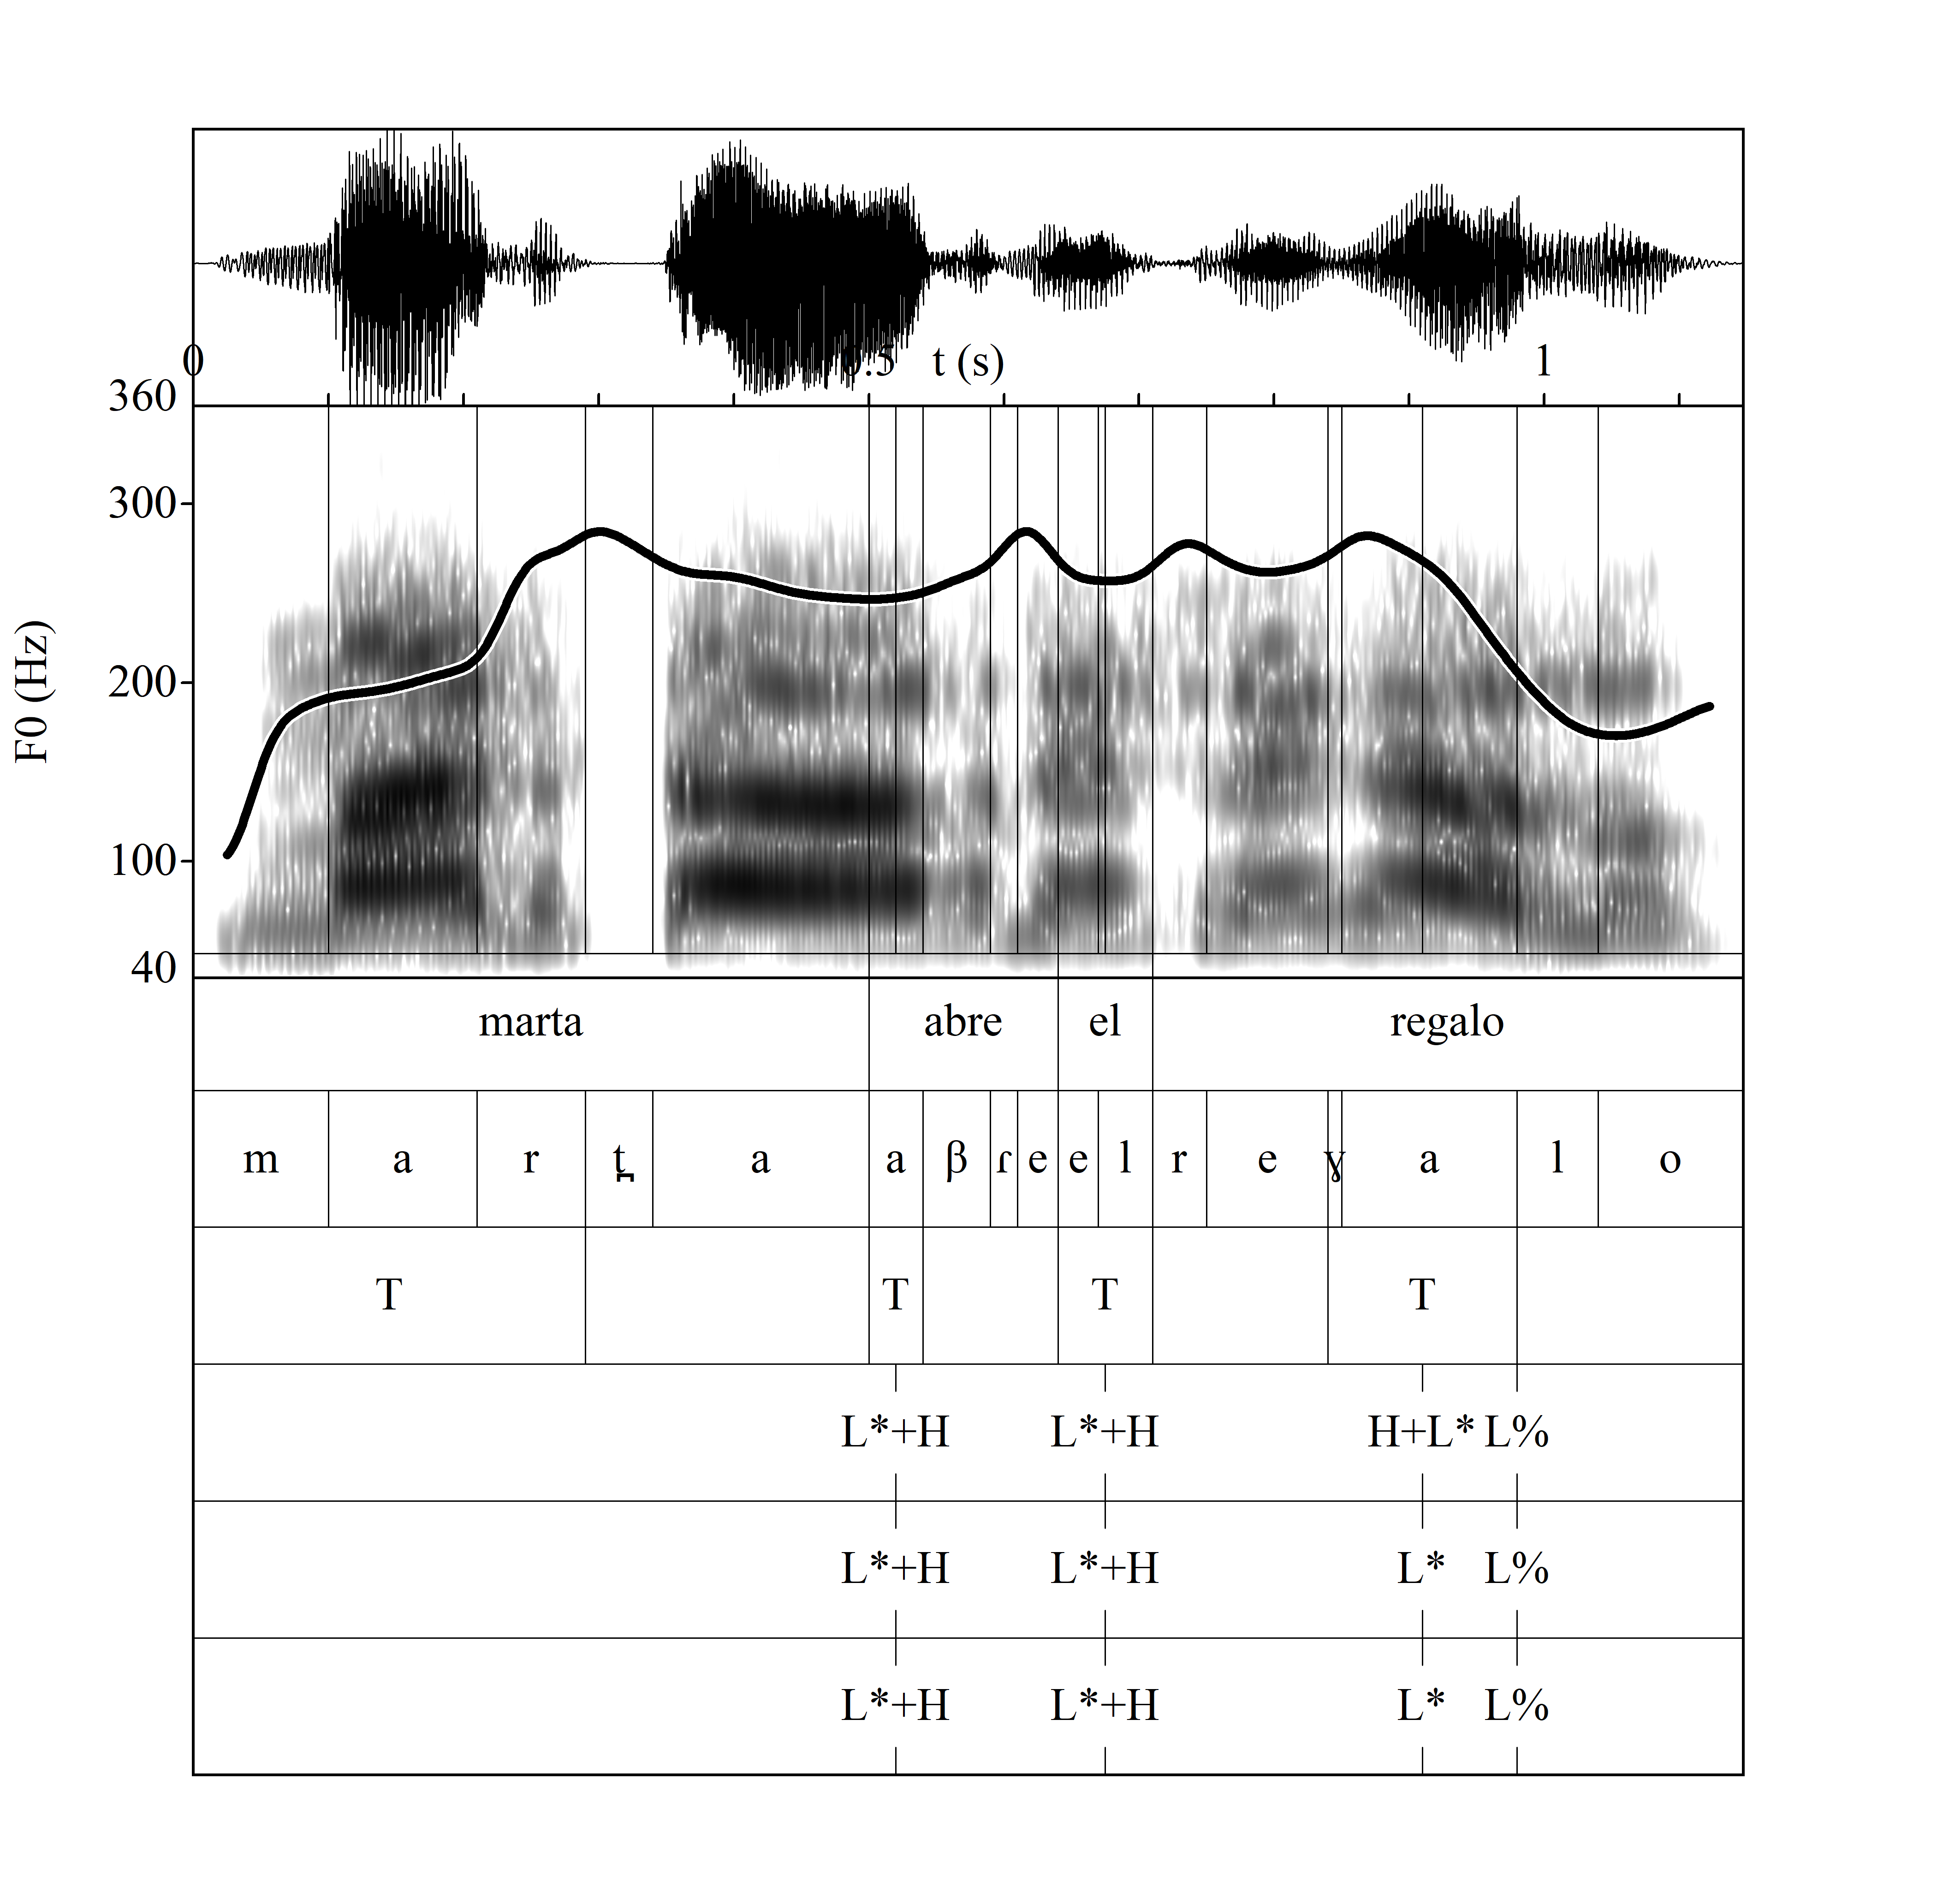 0 0.5 t (s) 1
360
300
200
100
40
F0 (Hz)
marta abre el regalo
m a r t̪ a a β ɾ e e l r e ɣ a l o
T T T T
L*+H L*+H H+L* L%
L*+H L*+H L* L%
L*+H L*+H L* L%